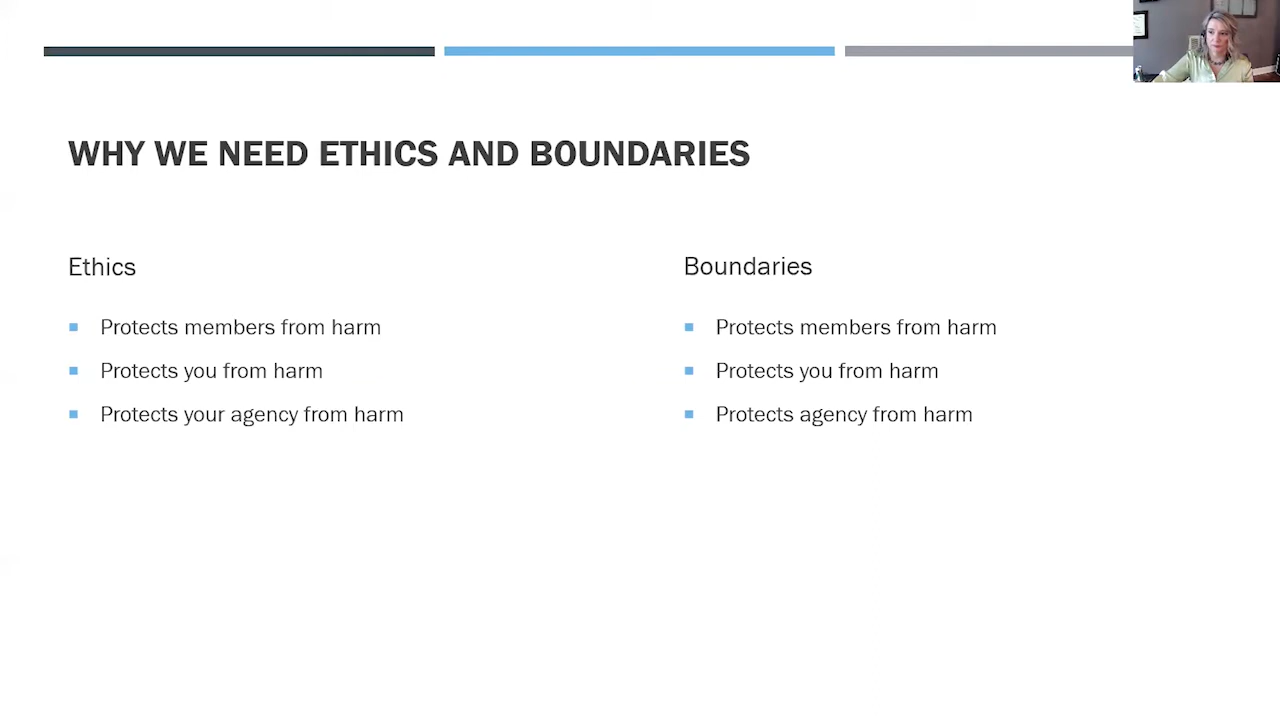 WHY WE NEED ETHICS AND BOUNDARIES
Ethics
Protects members from harm
Protects you from harm
Protects your agency from harm
Boundaries
Protects members from harm
Protects you from harm
Protects agency from harm